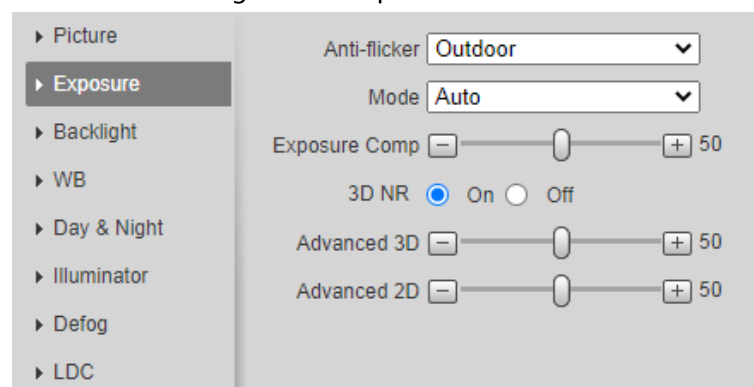 Picture
Exposure
Backlight
WB
Day & Night
Illuminator
Defog
LDC
Anti-flicker Outdoor
Mode Auto
Exposure Comp 50
3D NR On Off
Advanced 3D 50
Advanced 2D 50